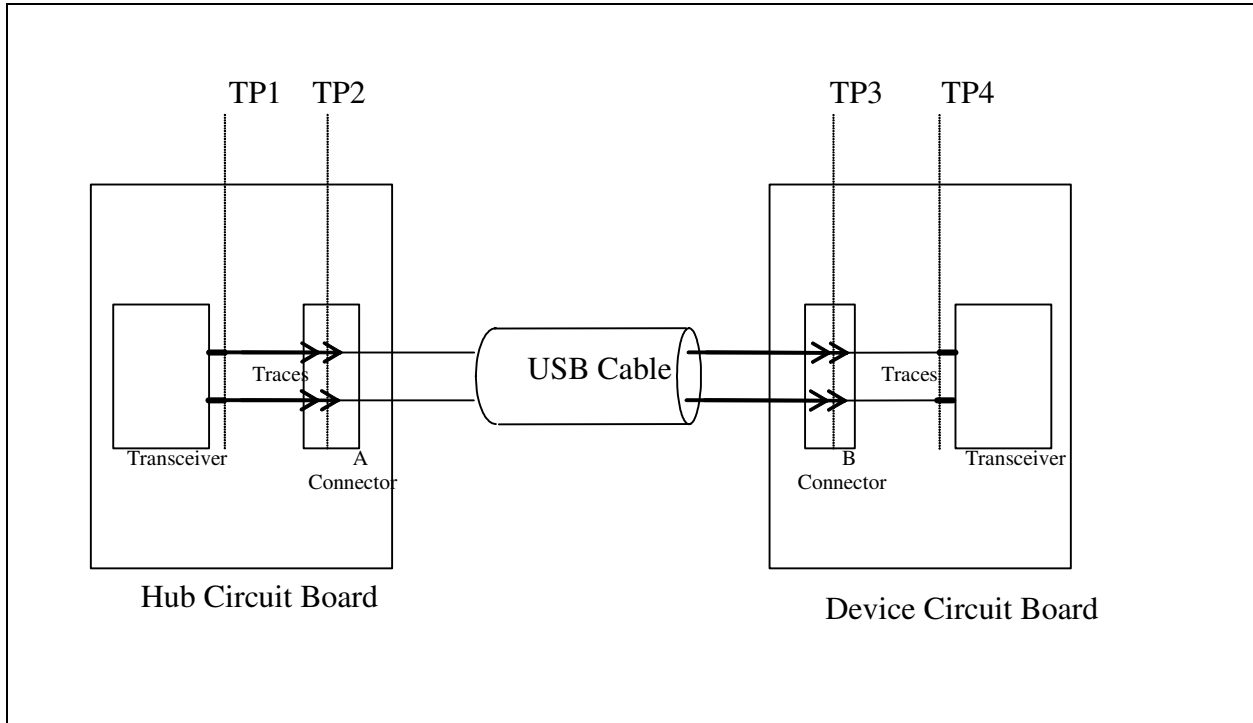 TP1 TP2 TP3 TP4
USB Cable
Traces Traces
Transceiver A B Transceiver
Connector Connector
Hub Circuit Board
Device Circuit Board